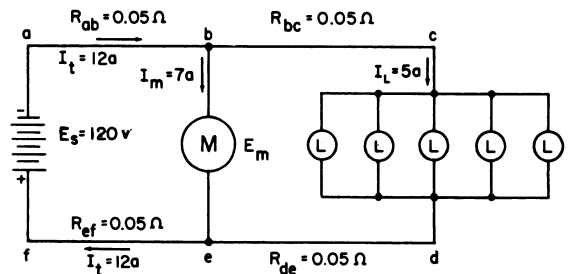 R_ab = 0.05 Ω
R_bc = 0.05 Ω
a
b
c
I_t = 12a
I_m = 7a
I_L = 5a
-
E_s = 120 v
+
M
E_m
L
L
L
L
L
R_ef = 0.05 Ω
f
e
d
I_t = 12a
R_de = 0.05 Ω